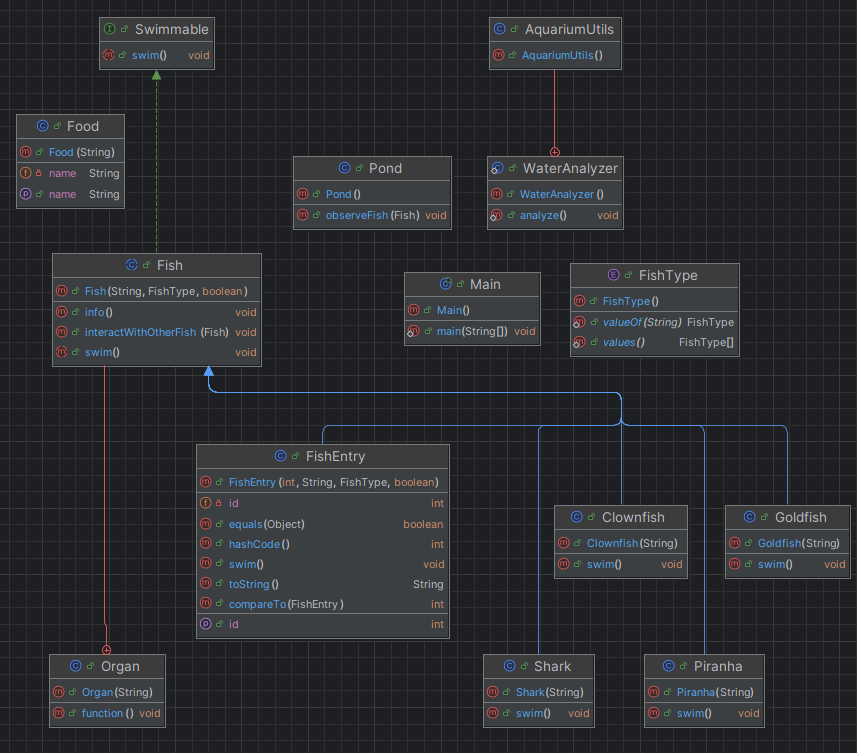 Swimmable
swim() void
AquariumUtils
AquariumUtils()
Food
Food(String)
name String
name String
Pond
Pond()
observeFish(Fish) void
WaterAnalyzer
WaterAnalyzer()
analyze() void
Fish
Fish(String, FishType, boolean)
info() void
interactWithOtherFish(Fish) void
swim() void
Main
Main()
main(String[]) void
FishType
FishType()
valueOf(String) FishType
values() FishType[]
FishEntry
FishEntry(int, String, FishType, boolean)
id int
equals(Object) boolean
hashCode() int
swim() void
toString() String
compareTo(FishEntry) int
id int
Clownfish
Clownfish(String)
swim() void
Goldfish
Goldfish(String)
swim() void
Organ
Organ(String)
function() void
Shark
Shark(String)
swim() void
Piranha
Piranha(String)
swim() void